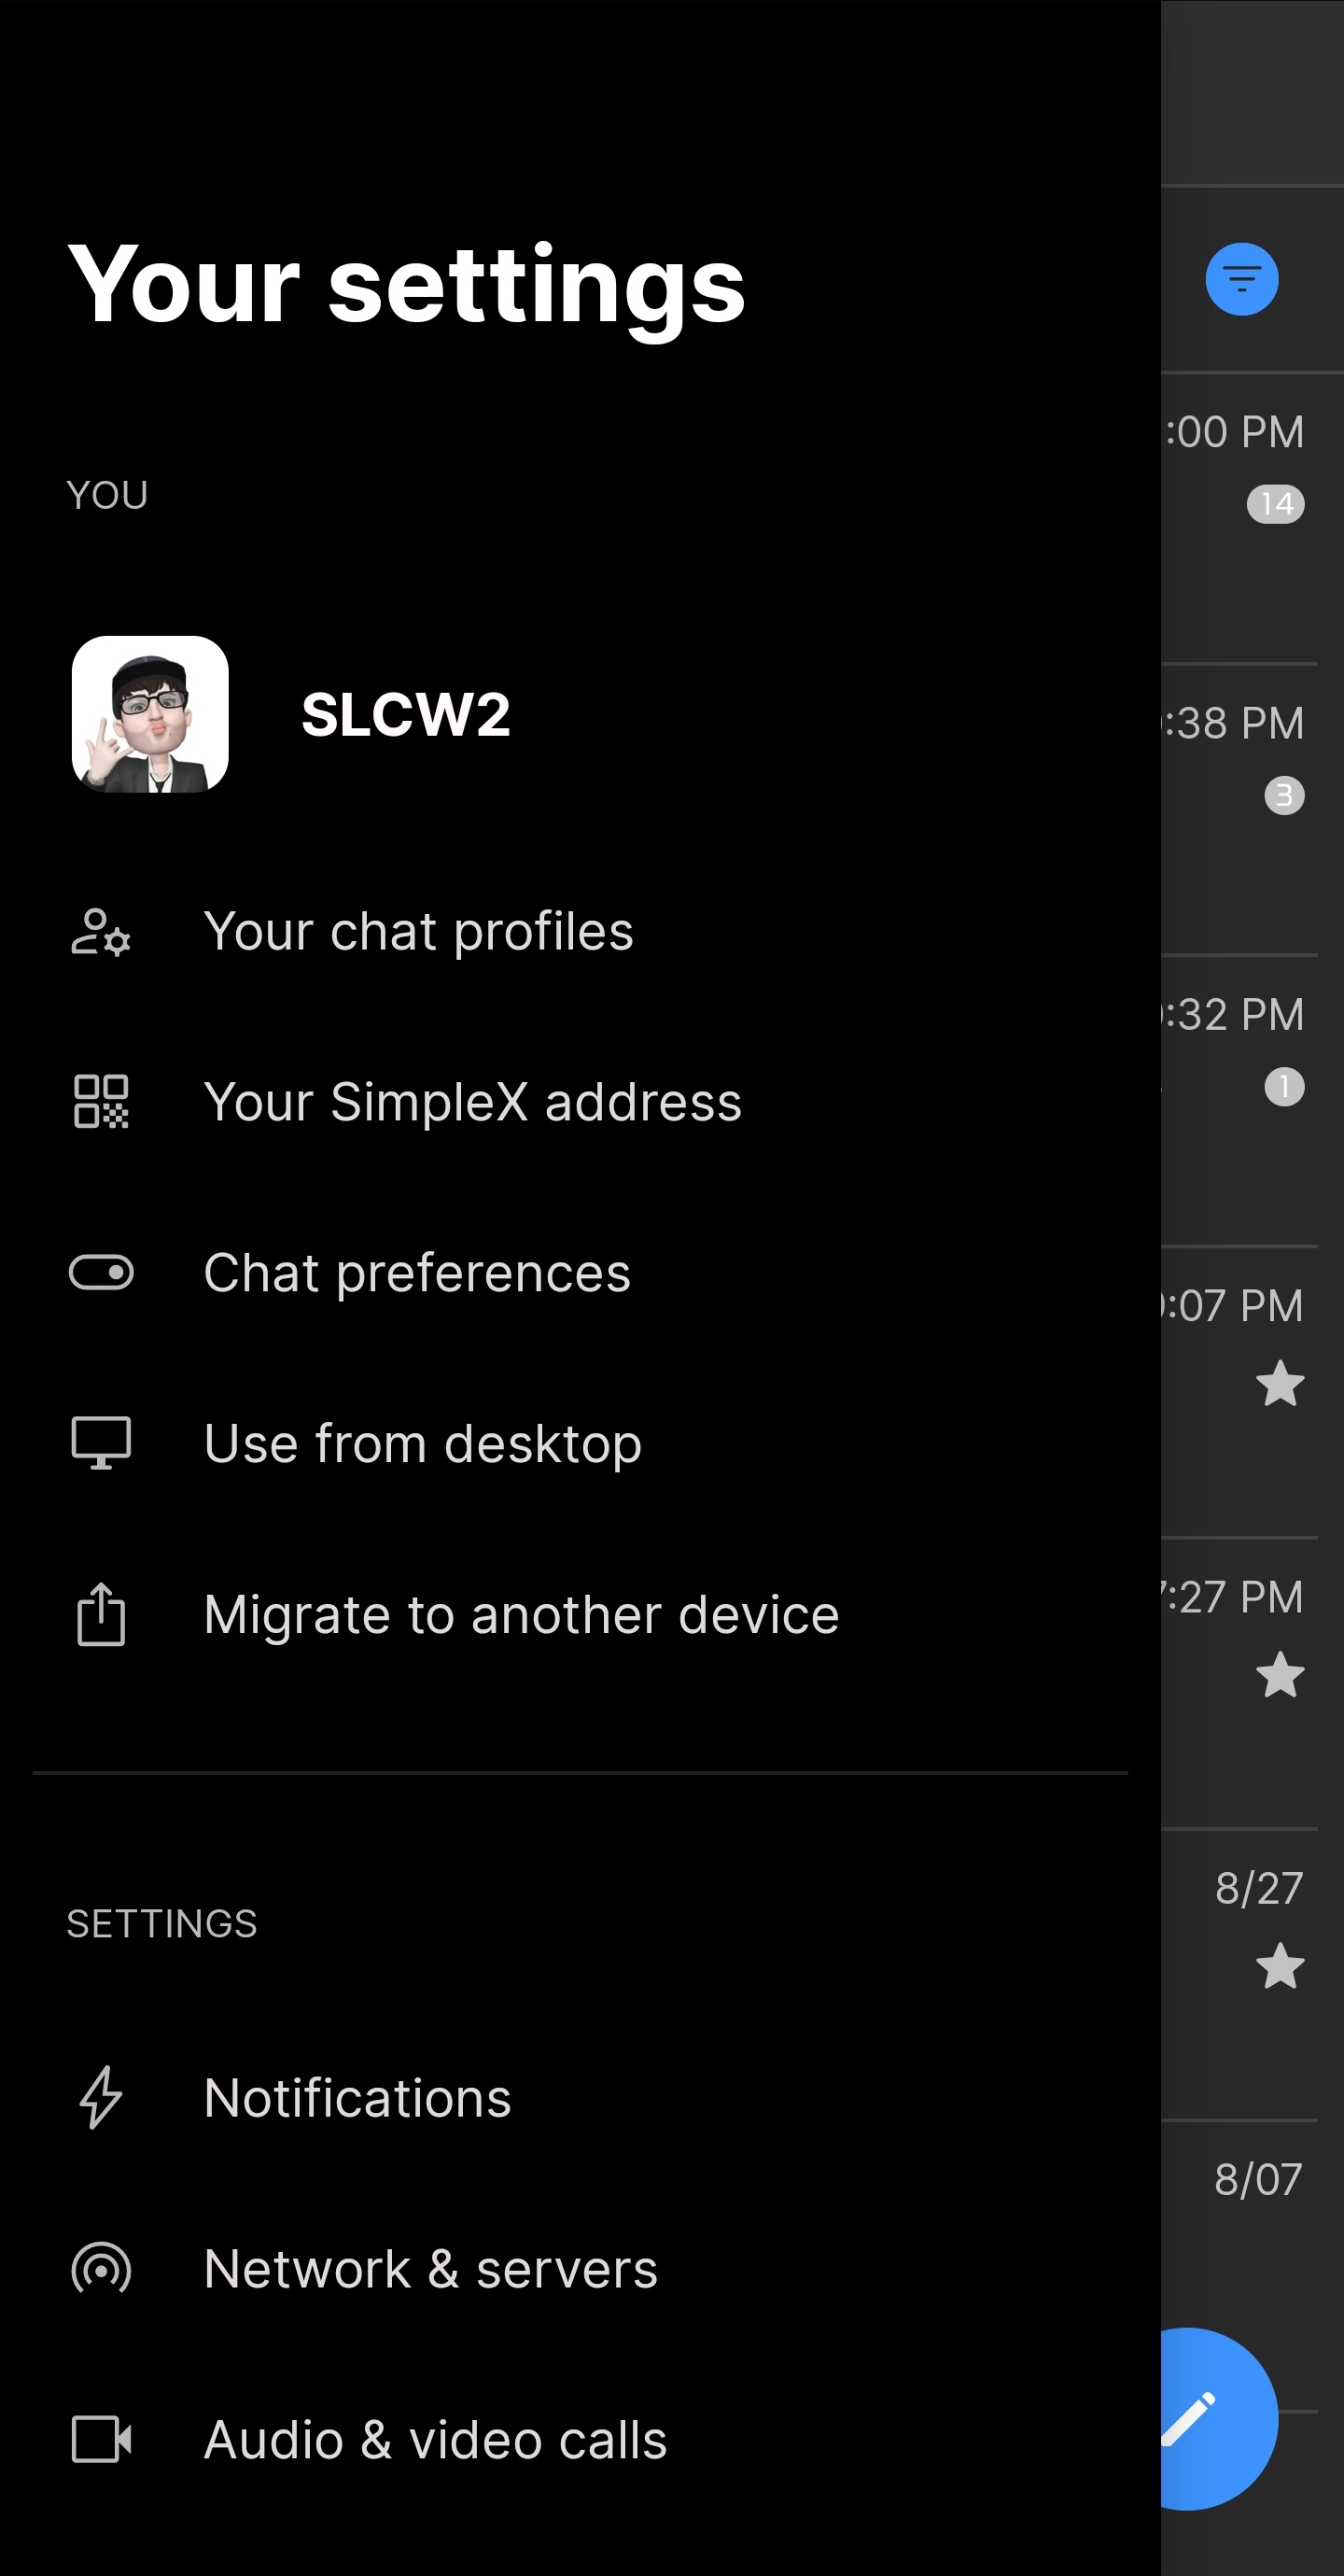 Your settings
YOU
SLCW2
Your chat profiles
Your SimpleX address
Chat preferences
Use from desktop
Migrate to another device
SETTINGS
Notifications
Network & servers
Audio & video calls
:00 PM
14
:38 PM
3
:32 PM
1
:07 PM
:27 PM
8/27
8/07